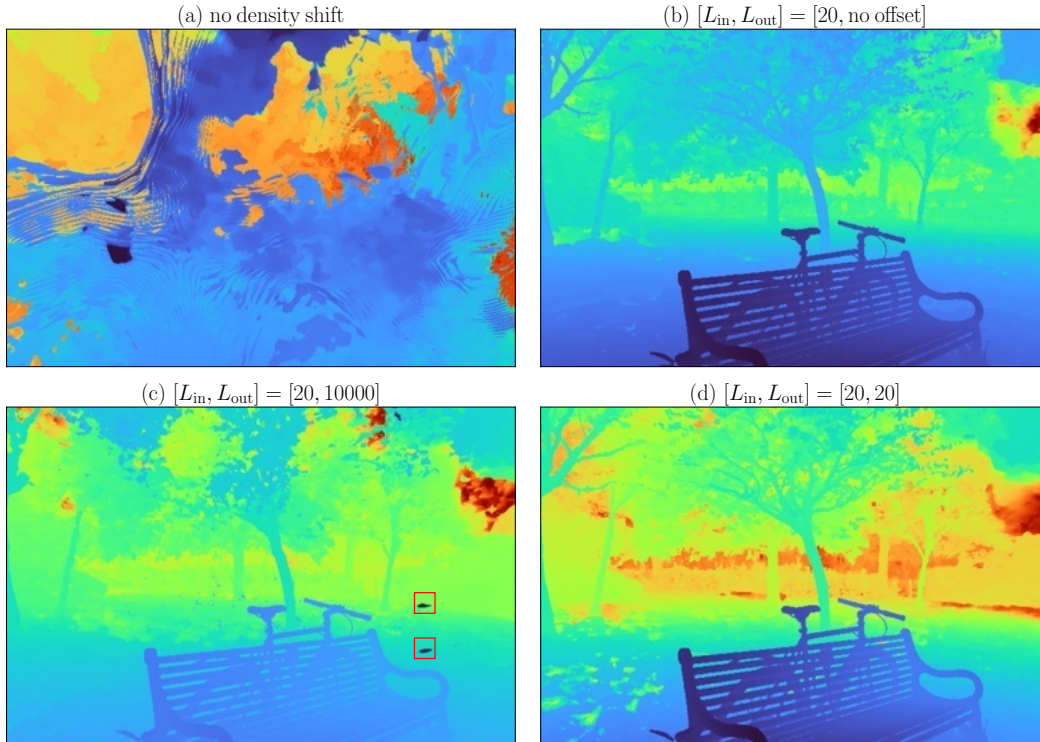 (a) no density shift
(b) [L_in, L_out] = [20, no offset]
(c) [L_in, L_out] = [20, 10000]
(d) [L_in, L_out] = [20, 20]